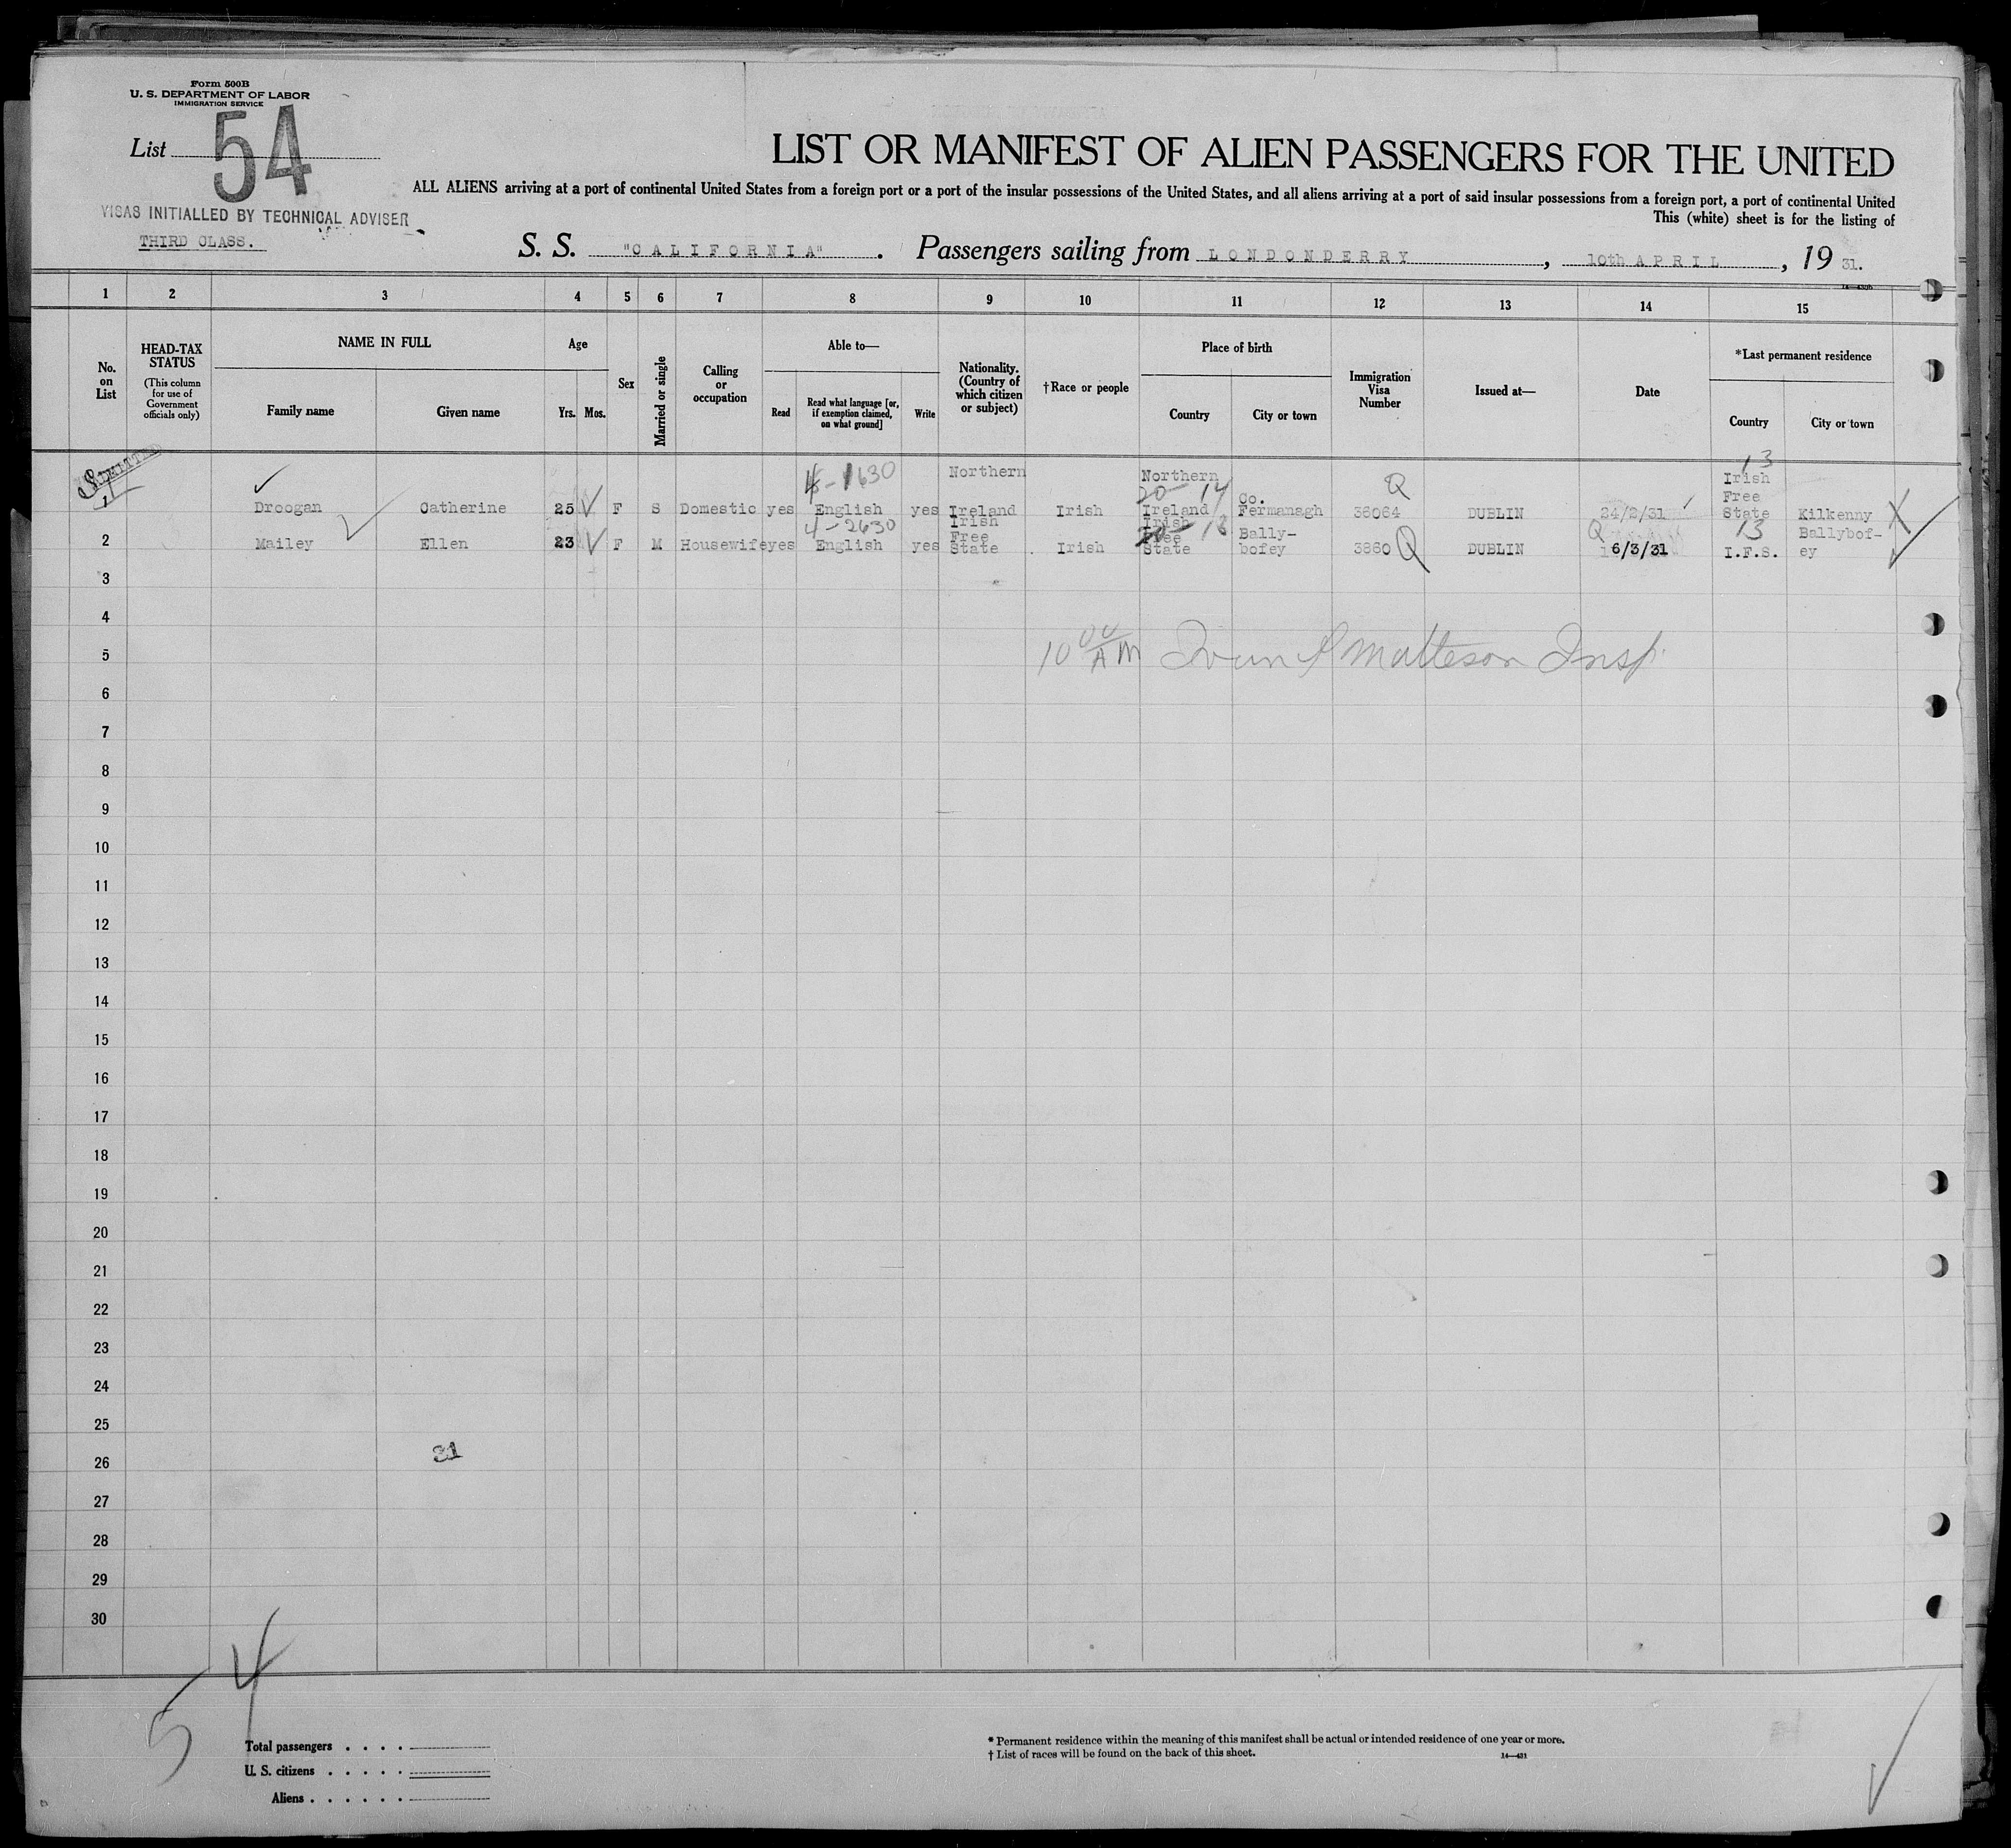 Form 500B
U. S. DEPARTMENT OF LABOR
IMMIGRATION SERVICE
List 54
VISAS INITIALLED BY TECHNICAL ADVISER
THIRD CLASS.
LIST OR MANIFEST OF ALIEN PASSENGERS FOR THE UNITED
ALL ALIENS arriving at a port of continental United States from a foreign port or a port of the insular possessions of the United States, and all aliens arriving at a port of said insular possessions from a foreign port, a port of continental United
This (white) sheet is for the listing of
S. S. "CALIFORNIA" . Passengers sailing from LONDONDERRY , 10th APRIL , 19 31.
1 2 3 4 5 6 7 8 9 10 11 12 13 14 15
No. on List
HEAD-TAX STATUS
(This column for use of Government officials only)
NAME IN FULL
Family name
Given name
Age
Yrs. Mos.
Sex
Married or single
Calling or occupation
Able to—
Read
Read what language [or, if exemption claimed, on what ground]
Write
Nationality. (Country of which citizen or subject)
†Race or people
Place of birth
Country
City or town
Immigration Visa Number
Issued at—
Date
*Last permanent residence
Country
City or town
ADMITTED
Droogan Catherine 25 F S Domestic yes English yes Northern Ireland Irish Northern Ireland Co. Fermanagh 36064 DUBLIN 24/2/31 Irish Free State Kilkenny
4-1630
20 14
Q
13
2 Mailey Ellen 23 F M Housewife yes English yes Irish Free State Irish Irish Free State Bally- bofey 3860 Q DUBLIN 6/3/31 I.F.S. Ballybof- ey
4-2630
Q
13
3
4
5
10 00 AM Matteson Insp.
6
7
8
9
10
11
12
13
14
15
16
17
18
19
20
21
22
23
24
25
26
31
27
28
29
30
54
Total passengers . . . .
U. S. citizens . . . . .
Aliens . . . . . .
* Permanent residence within the meaning of this manifest shall be actual or intended residence of one year or more.
† List of races will be found on the back of this sheet.
14—431